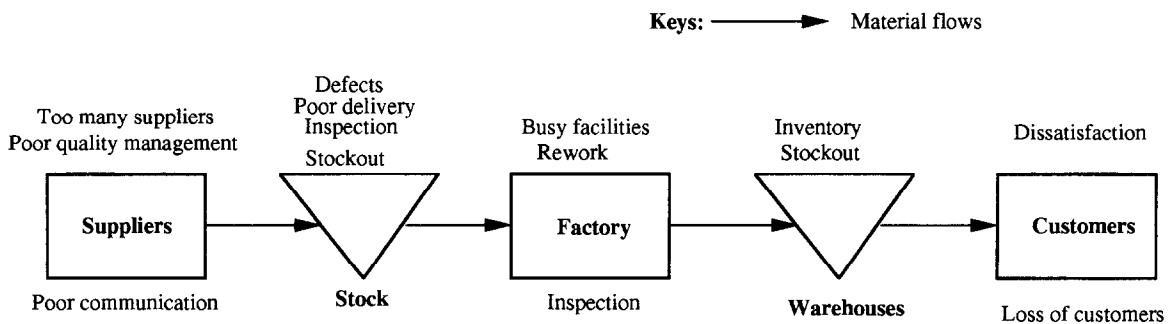 Keys: Material flows
Too many suppliers
Poor quality management
Suppliers
Poor communication
Defects
Poor delivery
Inspection
Stockout
Stock
Busy facilities
Rework
Factory
Inspection
Inventory
Stockout
Warehouses
Dissatisfaction
Customers
Loss of customers